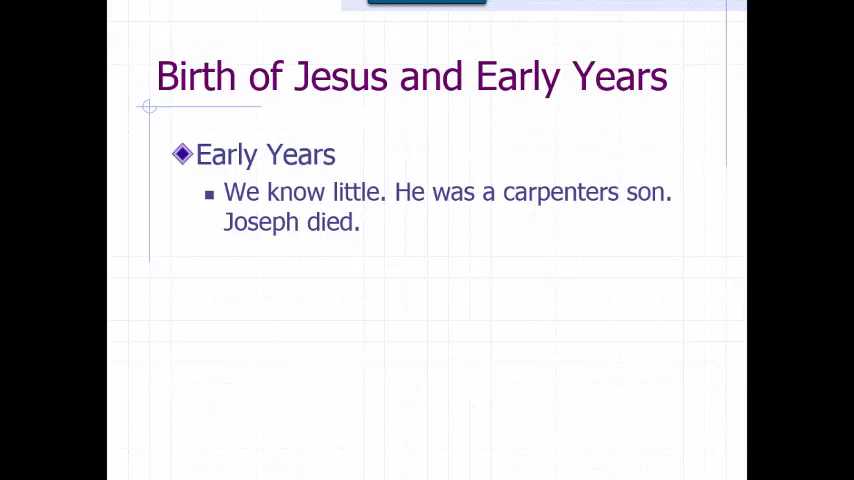 Birth of Jesus and Early Years
Early Years
We know little. He was a carpenters son.
Joseph died.